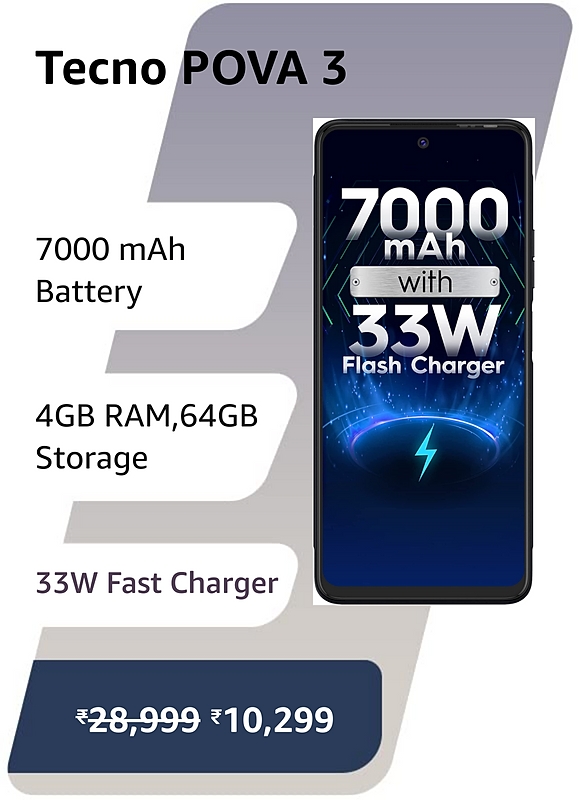 Tecno POVA 3
7000 mAh
Battery
4GB RAM,64GB
Storage
33W Fast Charger
₹28,999 ₹10,299
7000
mAh
with
33W
Flash Charger